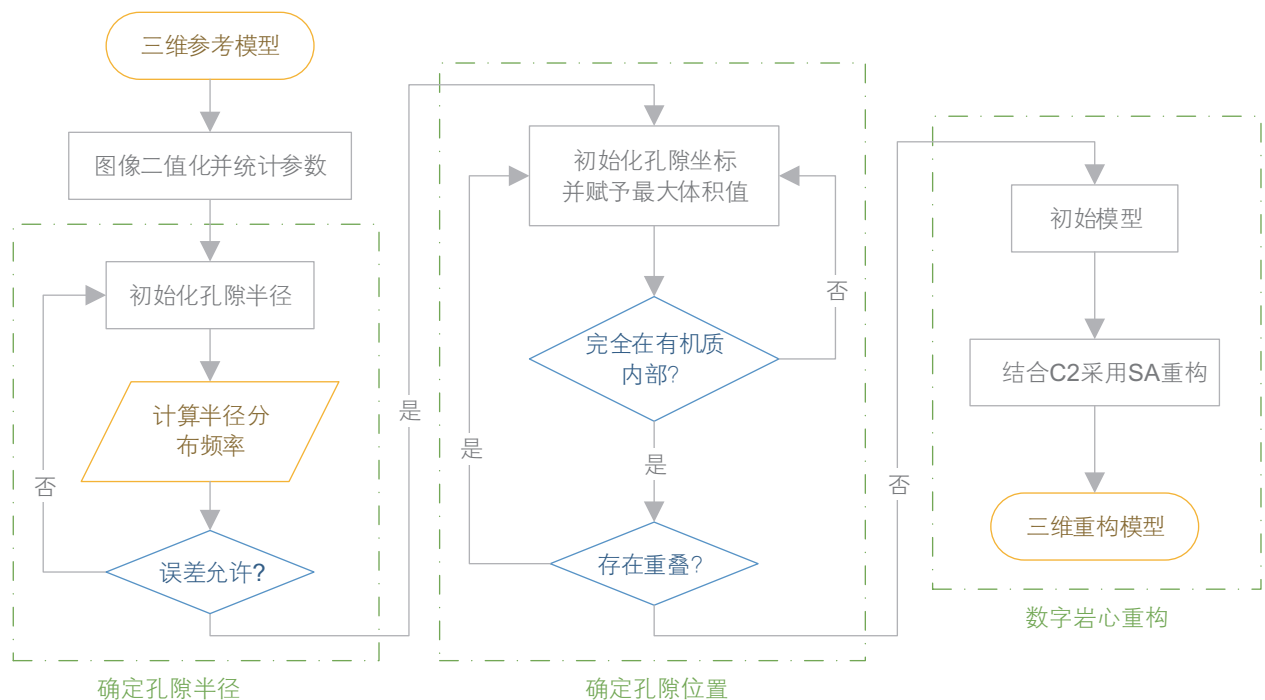 三维参考模型
图像二值化并统计参数
初始化孔隙半径
计算半径分
布频率
否
误差允许?
确定孔隙半径
是
初始化孔隙坐标
并赋予最大体积值
否
完全在有机质
内部?
是
是
存在重叠?
确定孔隙位置
否
初始模型
结合C2采用SA重构
三维重构模型
数字岩心重构